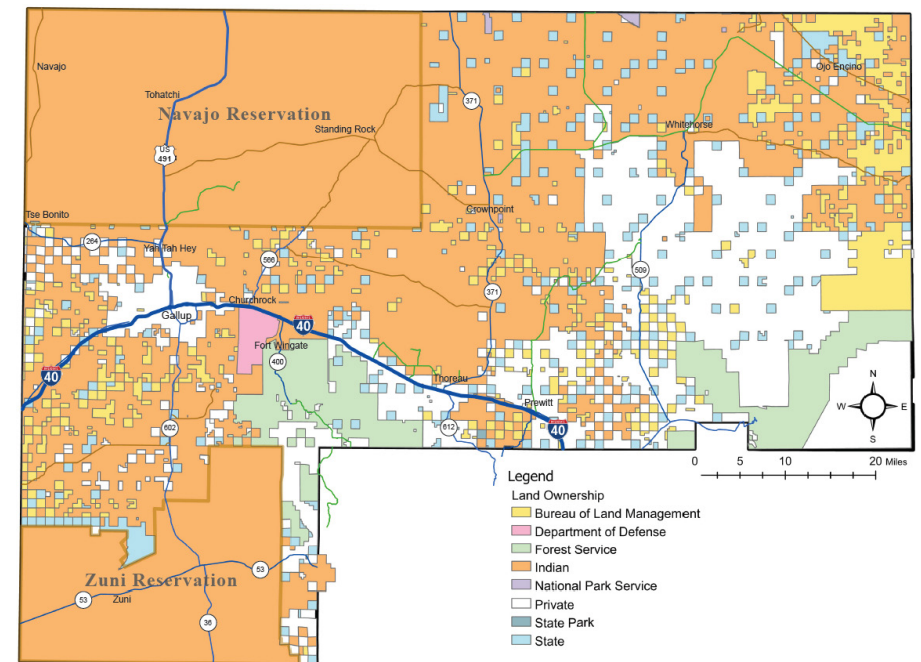 Navajo
Ojo Encino
Tohatchi
371
Navajo Reservation
Whitehorse
Standing Rock
US
491
Crownpoint
Tse Bonito
264
Yah Tah Hey
566
509
371
Churchrock
Gallup
40
Fort Wingate
400
40
Thoreau
Prewitt
602
612
40
N
W
E
S
0 5 10 20 Miles
Legend
Land Ownership
Bureau of Land Management
Department of Defense
Forest Service
Indian
National Park Service
Private
State Park
State
Zuni Reservation
53
53
Zuni
36